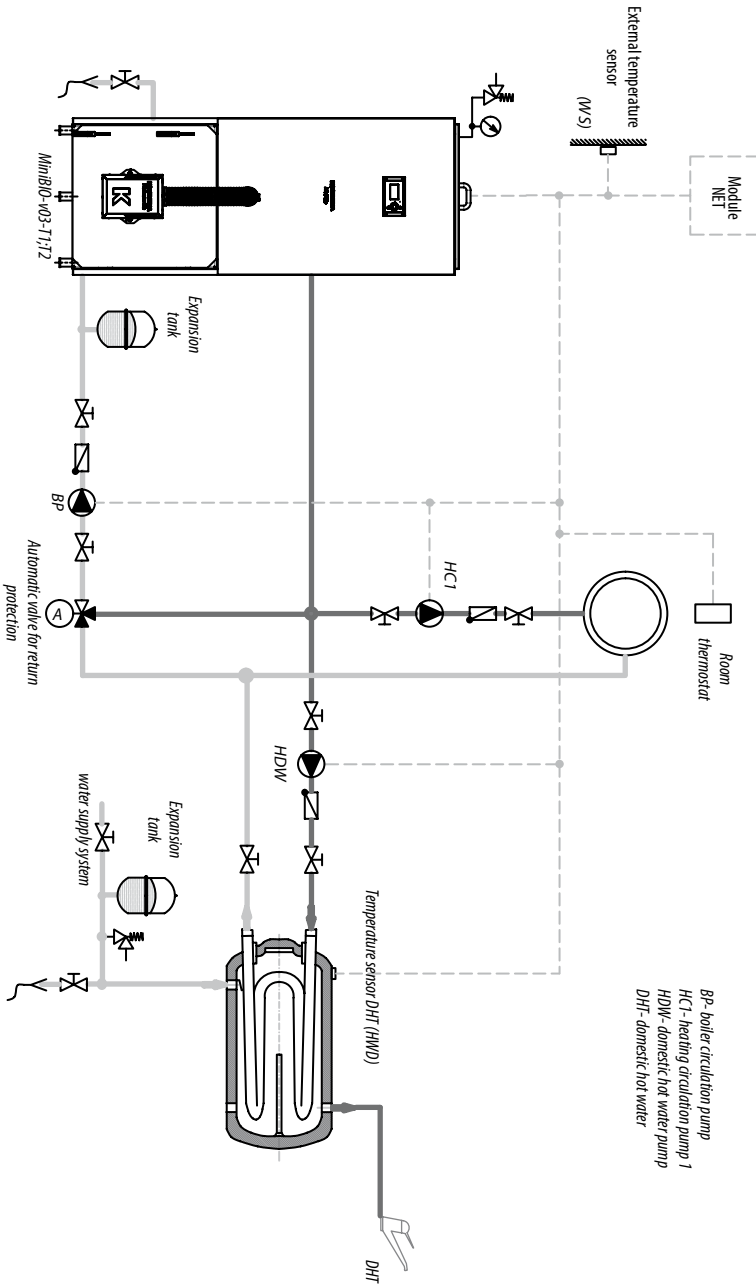 External temperature
sensor
(WS)
Module
NET
MiniBIO-v03-T1;T2
K
Expansion
tank
BP
HC1
Automatic valve for return
protection
A
Room
thermostat
HDW
Expansion
tank
water supply system
Temperature sensor DHT (HWD)
DHT
BP- boiler circulation pump
HC1- heating circulation pump 1
HDW- domestic hot water pump
DHT- domestic hot water